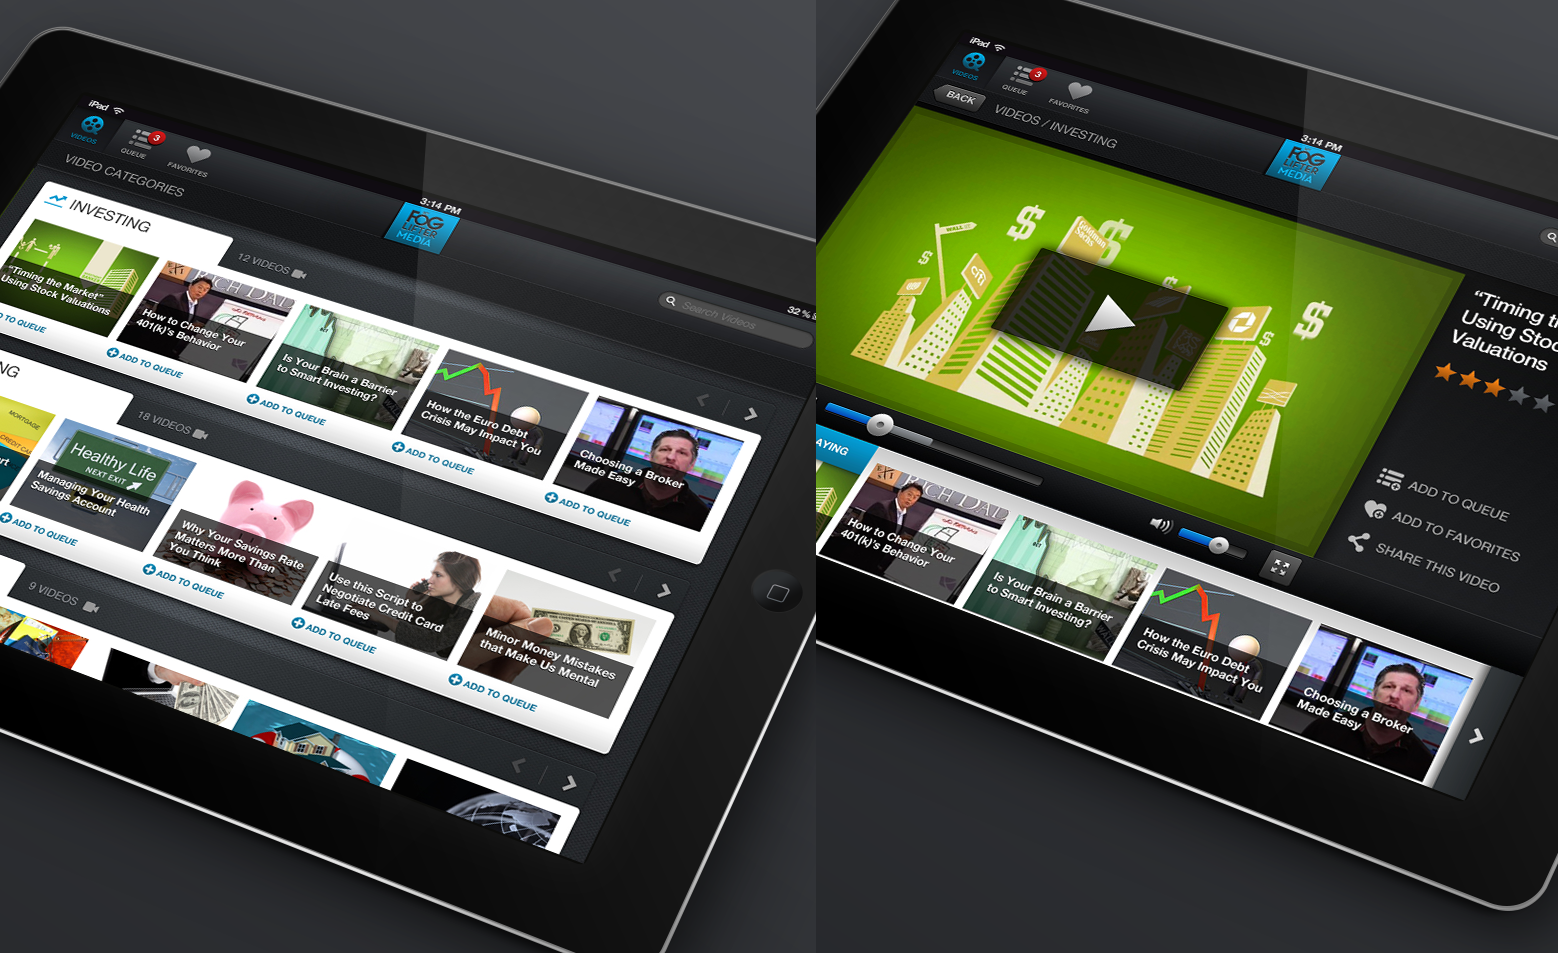 iPad
VIDEOS
QUEUE
3
FAVORITES
3:14 PM
FOG
LIFTER
MEDIA
32%
Search Videos
VIDEO CATEGORIES
INVESTING
12 VIDEOS
"Timing the Market"
Using Stock Valuations
TO QUEUE
RICH DAD
How to Change Your
401(k)'s Behavior
ADD TO QUEUE
Is Your Brain a Barrier
to Smart Investing?
ADD TO QUEUE
How the Euro Debt
Crisis May Impact You
ADD TO QUEUE
Choosing a Broker
Made Easy
ADD TO QUEUE
NG
18 VIDEOS
MORTGAGE
CREDIT CA
ADD TO QUEUE
Healthy Life
NEXT EXIT
Managing Your Health
Savings Account
Why Your Savings Rate
Matters More Than
You Think
ADD TO QUEUE
Use this Script to
Negotiate Credit Card
Late Fees
ADD TO QUEUE
Minor Money Mistakes
that Make Us Mental
ADD TO QUEUE
9 VIDEOS
iPad
VIDEOS
QUEUE
3
FAVORITES
3:14 PM
FOG
LIFTER
MEDIA
BACK
VIDEOS / INVESTING
WALL ST
Goldman
Sachs
citi
$
$
$
$
$
$
"Timing th
Using Stoc
Valuations
ADD TO QUEUE
ADD TO FAVORITES
SHARE THIS VIDEO
AYING
RICH DAD
How to Change Your
401(k)'s Behavior
Is Your Brain a Barrier
to Smart Investing?
How the Euro Debt
Crisis May Impact You
Choosing a Broker
Made Easy